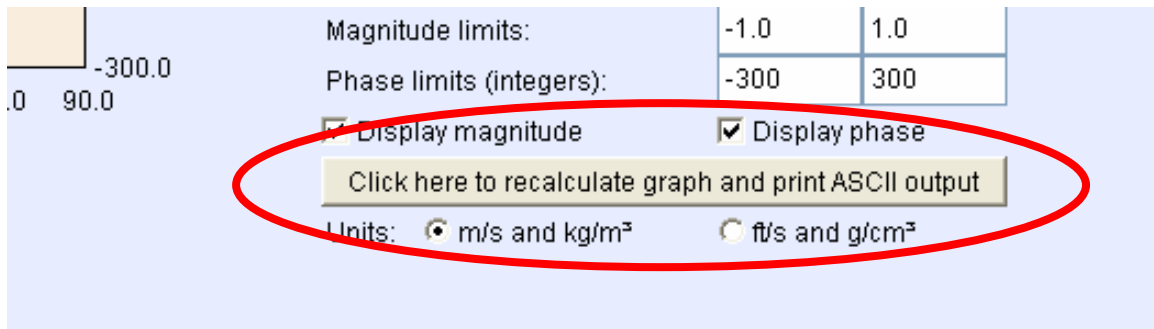 Magnitude limits: -1.0 1.0
-300.0
Phase limits (integers): -300 300
.0 90.0
Display magnitude Display phase
Click here to recalculate graph and print ASCII output
Units: m/s and kg/m³ ft/s and g/cm³